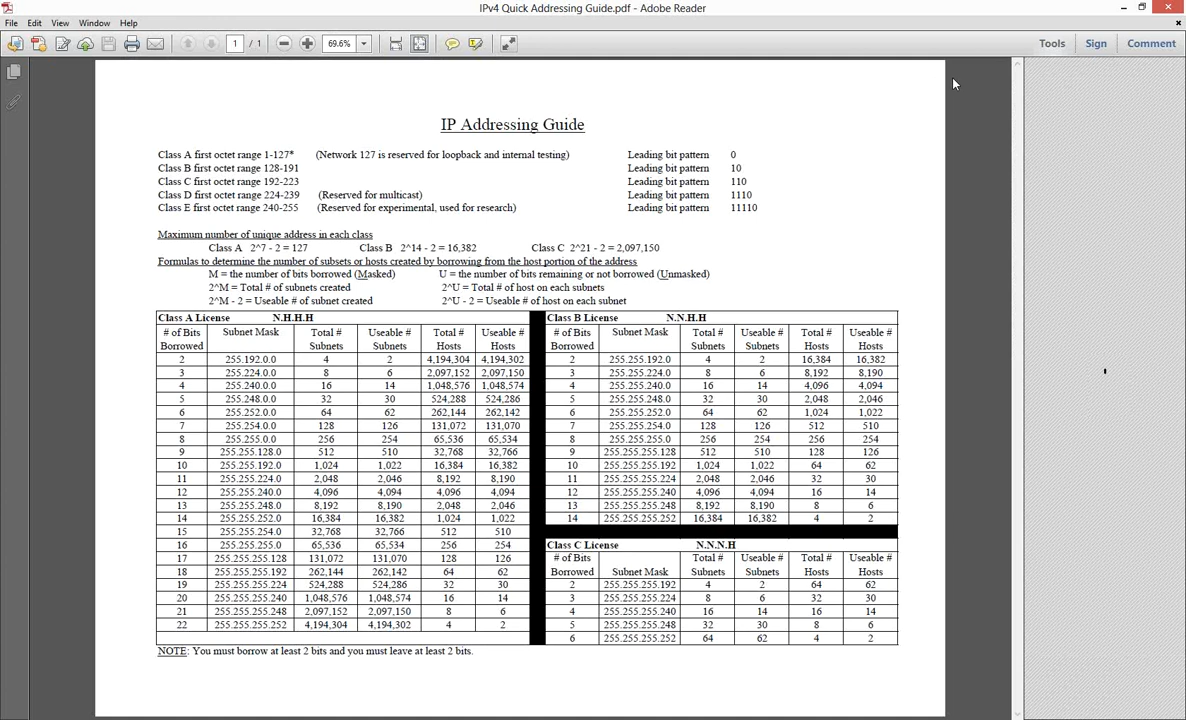 IPv4 Quick Addressing Guide.pdf - Adobe Reader
File Edit View Window Help
1 / 1 69.6% Tools Sign Comment
IP Addressing Guide
Class A first octet range 1-127* (Network 127 is reserved for loopback and internal testing) Leading bit pattern 0
Class B first octet range 128-191 Leading bit pattern 10
Class C first octet range 192-223 Leading bit pattern 110
Class D first octet range 224-239 (Reserved for multicast) Leading bit pattern 1110
Class E first octet range 240-255 (Reserved for experimental, used for research) Leading bit pattern 11110
Maximum number of unique address in each class
Class A 2^7 - 2 = 127 Class B 2^14 - 2 = 16,382 Class C 2^21 - 2 = 2,097,150
Formulas to determine the number of subsets or hosts created by borrowing from the host portion of the address
M = the number of bits borrowed (Masked) U = the number of bits remaining or not borrowed (Unmasked)
2^M = Total # of subnets created 2^U = Total # of host on each subnets
2^M - 2 = Useable # of subnet created 2^U - 2 = Useable # of host on each subnet
Class A License N.H.H.H
# of Bits Subnet Mask Total # Useable # Total # Useable #
Borrowed Subnets Subnets Hosts Hosts
2 255.192.0.0 4 2 4,194,304 4,194,302
3 255.224.0.0 8 6 2,097,152 2,097,150
4 255.240.0.0 16 14 1,048,576 1,048,574
5 255.248.0.0 32 30 524,288 524,286
6 255.252.0.0 64 62 262,144 262,142
7 255.254.0.0 128 126 131,072 131,070
8 255.255.0.0 256 254 65,536 65,534
9 255.255.128.0 512 510 32,768 32,766
10 255.255.192.0 1,024 1,022 16,384 16,382
11 255.255.224.0 2,048 2,046 8,192 8,190
12 255.255.240.0 4,096 4,094 4,096 4,094
13 255.255.248.0 8,192 8,190 2,048 2,046
14 255.255.252.0 16,384 16,382 1,024 1,022
15 255.255.254.0 32,768 32,766 512 510
16 255.255.255.0 65,536 65,534 256 254
17 255.255.255.128 131,072 131,070 128 126
18 255.255.255.192 262,144 262,142 64 62
19 255.255.255.224 524,288 524,286 32 30
20 255.255.255.240 1,048,576 1,048,574 16 14
21 255.255.255.248 2,097,152 2,097,150 8 6
22 255.255.255.252 4,194,304 4,194,302 4 2
Class B License N.N.H.H
# of Bits Subnet Mask Total # Useable # Total # Useable #
Borrowed Subnets Subnets Hosts Hosts
2 255.255.192.0 4 2 16,384 16,382
3 255.255.224.0 8 6 8,192 8,190
4 255.255.240.0 16 14 4,096 4,094
5 255.255.248.0 32 30 2,048 2,046
6 255.255.252.0 64 62 1,024 1,022
7 255.255.254.0 128 126 512 510
8 255.255.255.0 256 254 256 254
9 255.255.255.128 512 510 128 126
10 255.255.255.192 1,024 1,022 64 62
11 255.255.255.224 2,048 2,046 32 30
12 255.255.255.240 4,096 4,094 16 14
13 255.255.255.248 8,192 8,190 8 6
14 255.255.255.252 16,384 16,382 4 2
Class C License N.N.N.H
# of Bits Total # Useable # Total # Useable #
Borrowed Subnet Mask Subnets Subnets Hosts Hosts
2 255.255.255.192 4 2 64 62
3 255.255.255.224 8 6 32 30
4 255.255.255.240 16 14 16 14
5 255.255.255.248 32 30 8 6
6 255.255.255.252 64 62 4 2
NOTE: You must borrow at least 2 bits and you must leave at least 2 bits.